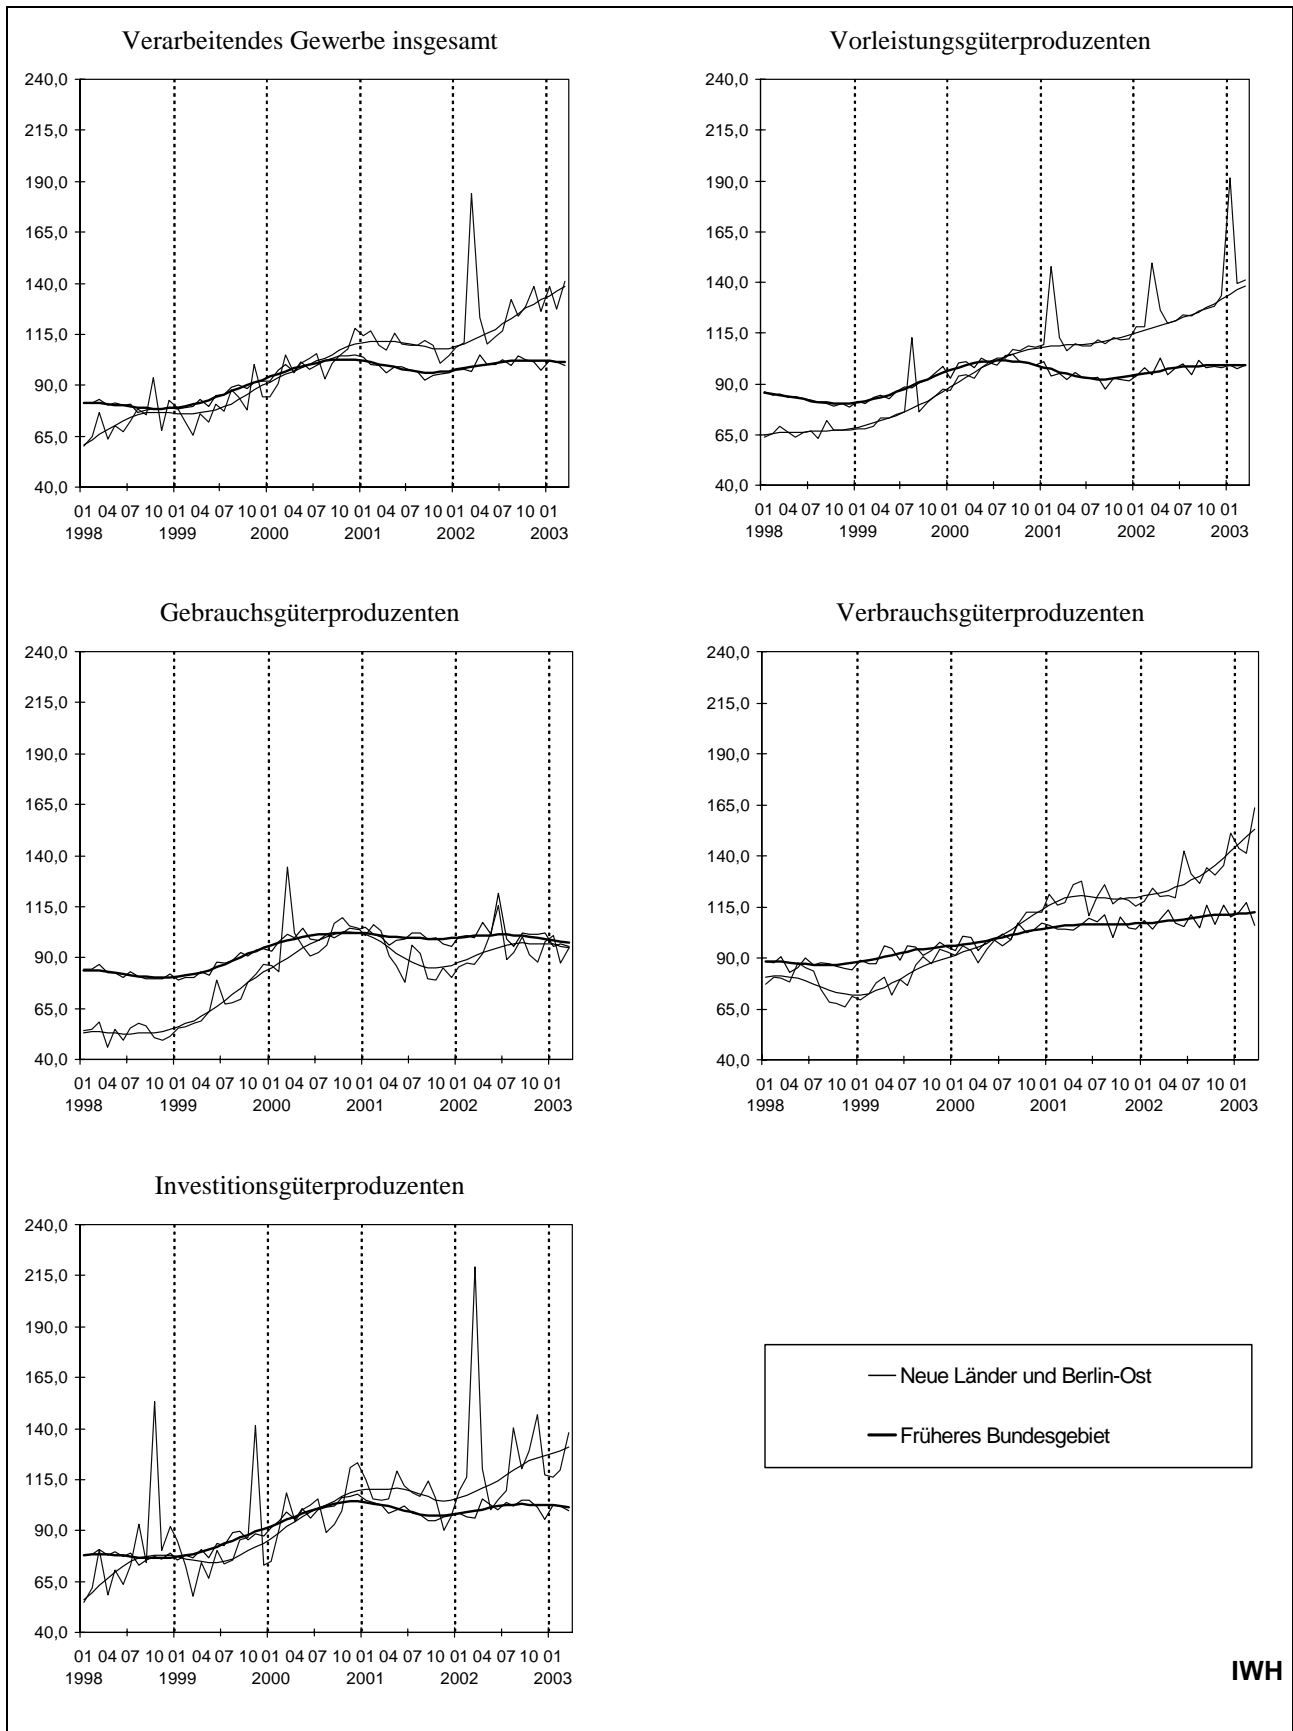 Verarbeitendes Gewerbe insgesamt
240,0
215,0
190,0
165,0
140,0
115,0
90,0
65,0
40,0
01 04 07 10 01 04 07 10 01 04 07 10 01 04 07 10 01 04 07 10 01
1998 1999 2000 2001 2002 2003
Vorleistungsgüterproduzenten
240,0
215,0
190,0
165,0
140,0
115,0
90,0
65,0
40,0
01 04 07 10 01 04 07 10 01 04 07 10 01 04 07 10 01 04 07 10 01
1998 1999 2000 2001 2002 2003
Gebrauchsgüterproduzenten
240,0
215,0
190,0
165,0
140,0
115,0
90,0
65,0
40,0
01 04 07 10 01 04 07 10 01 04 07 10 01 04 07 10 01 04 07 10 01
1998 1999 2000 2001 2002 2003
Verbrauchsgüterproduzenten
240,0
215,0
190,0
165,0
140,0
115,0
90,0
65,0
40,0
01 04 07 10 01 04 07 10 01 04 07 10 01 04 07 10 01 04 07 10 01
1998 1999 2000 2001 2002 2003
Investitionsgüterproduzenten
240,0
215,0
190,0
165,0
140,0
115,0
90,0
65,0
40,0
01 04 07 10 01 04 07 10 01 04 07 10 01 04 07 10 01 04 07 10 01
1998 1999 2000 2001 2002 2003
Neue Länder und Berlin-Ost
Früheres Bundesgebiet
IWH